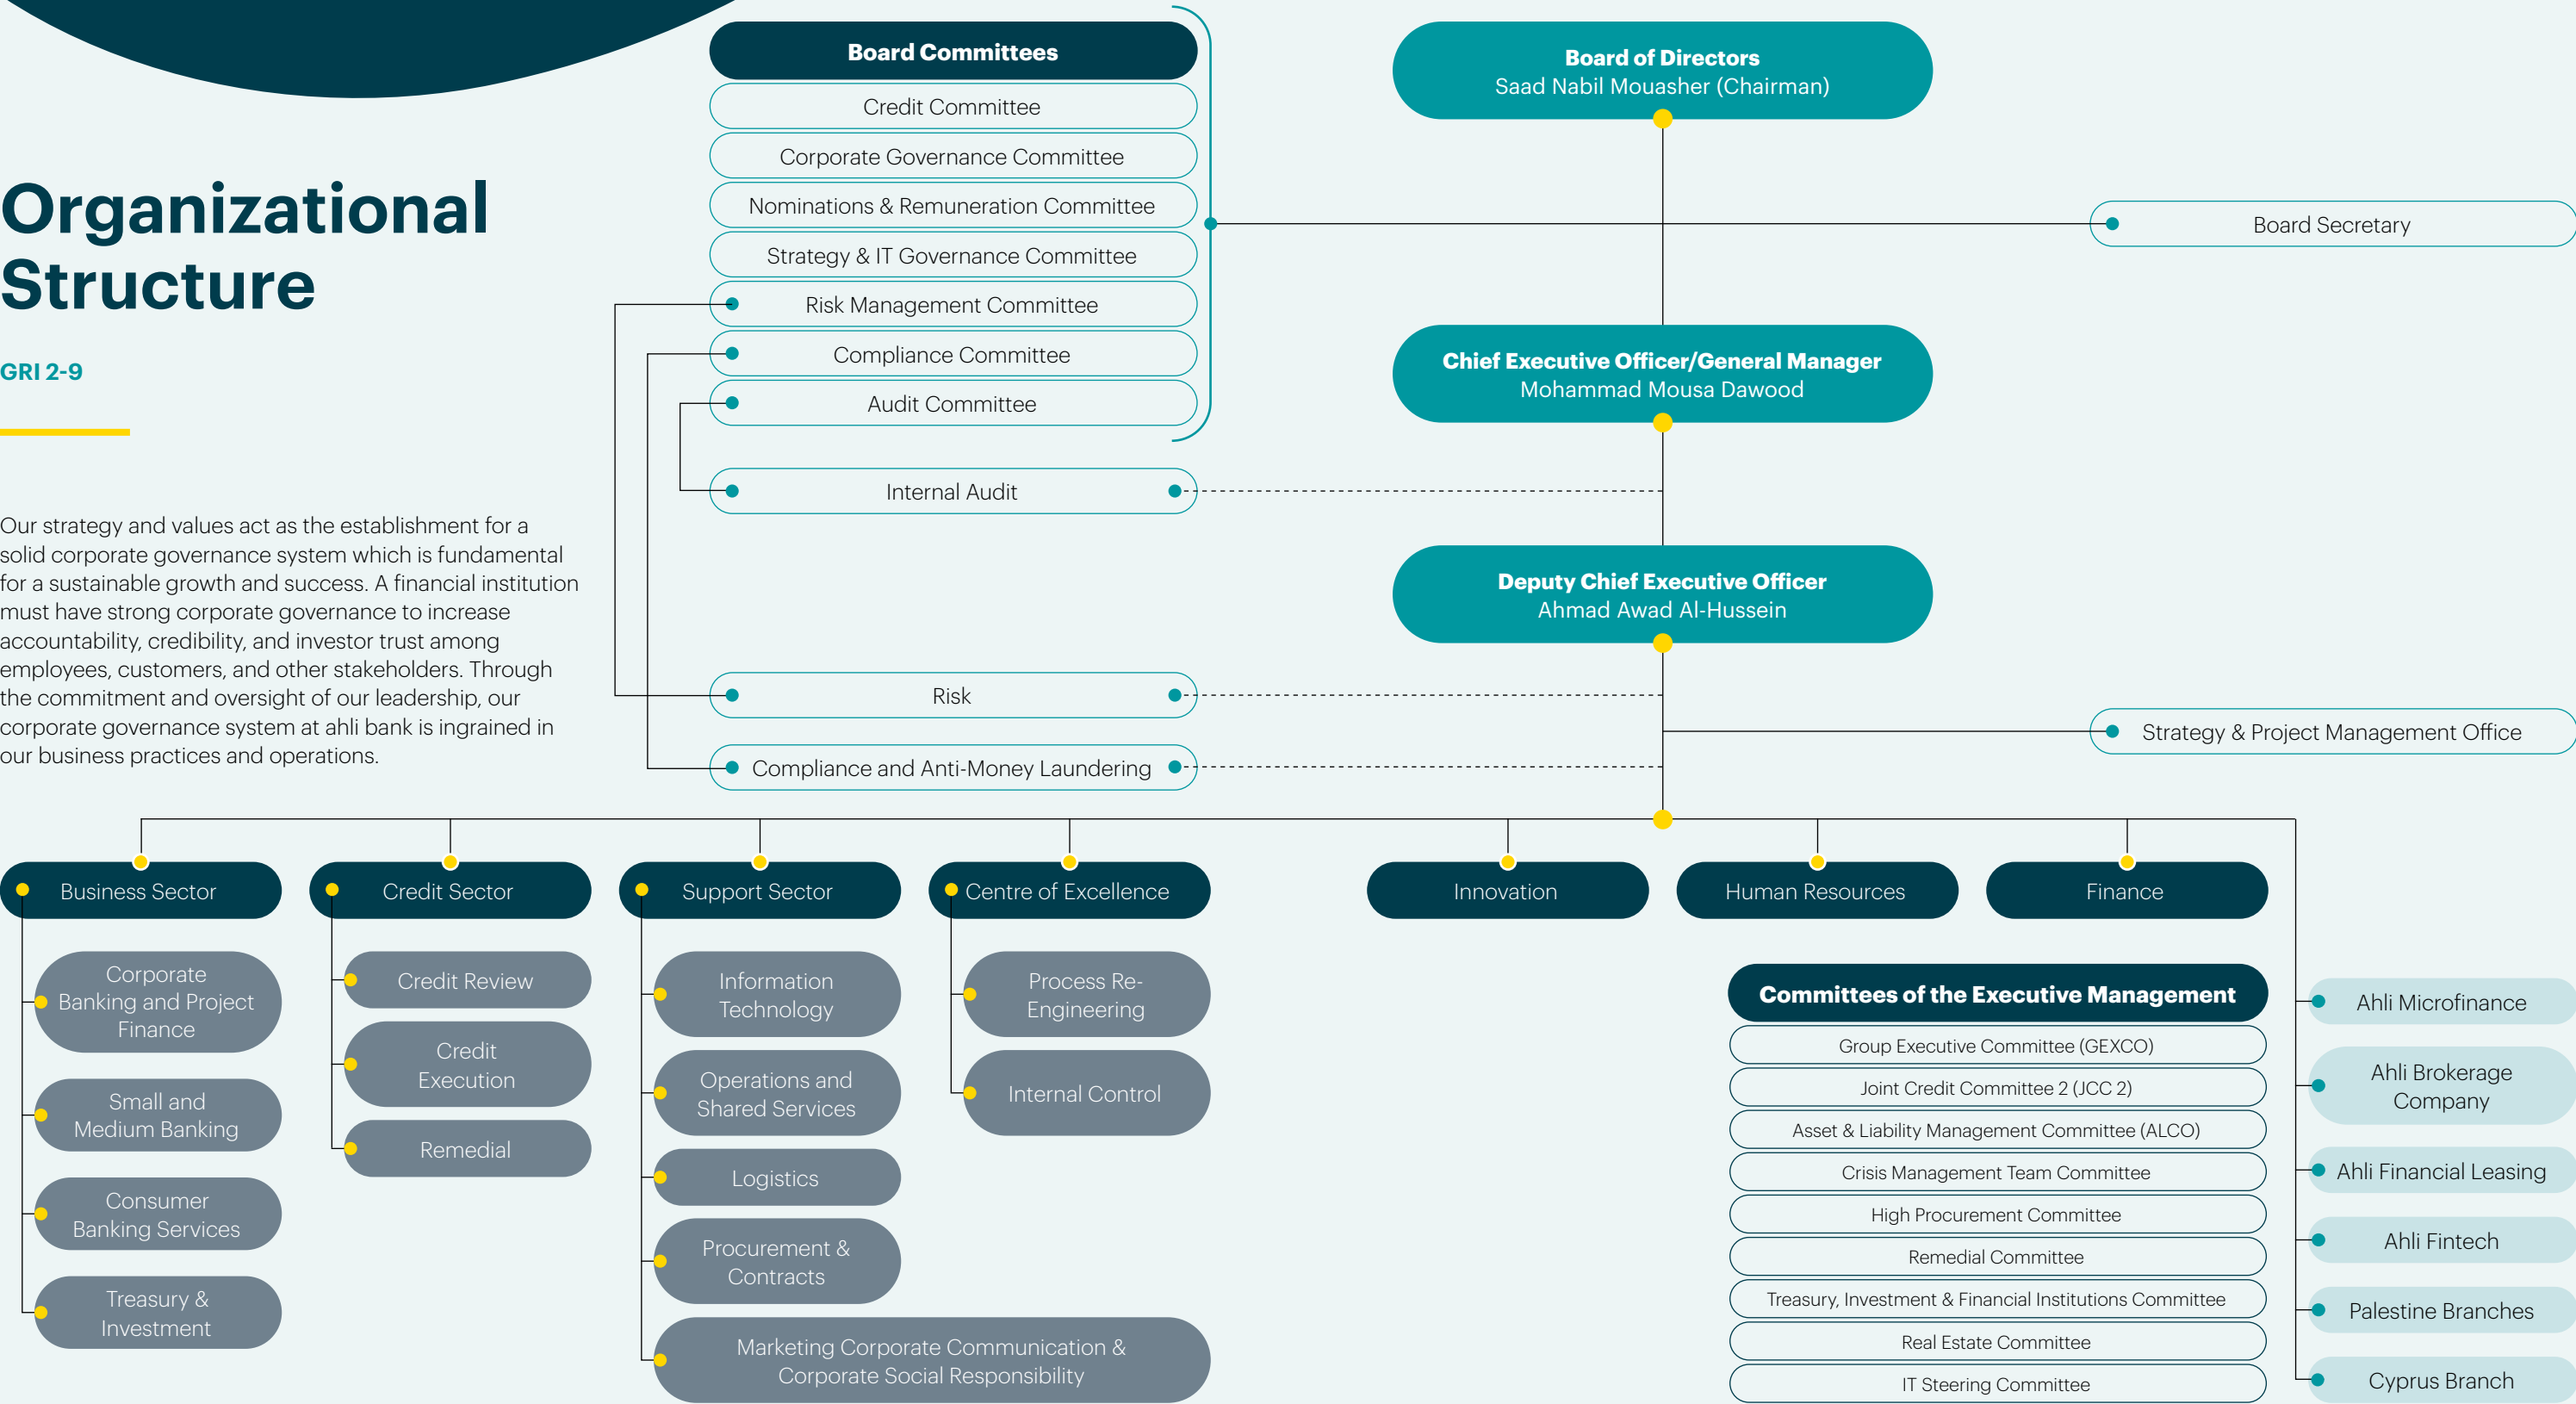 Organizational
Structure
GRI 2-9
Our strategy and values act as the establishment for a
solid corporate governance system which is fundamental
for a sustainable growth and success. A financial institution
must have strong corporate governance to increase
accountability, credibility, and investor trust among
employees, customers, and other stakeholders. Through
the commitment and oversight of our leadership, our
corporate governance system at ahli bank is ingrained in
our business practices and operations.
Board Committees
Credit Committee
Corporate Governance Committee
Nominations & Remuneration Committee
Strategy & IT Governance Committee
Risk Management Committee
Compliance Committee
Audit Committee
Internal Audit
Risk
Compliance and Anti-Money Laundering
Board of Directors
Saad Nabil Mouasher (Chairman)
Board Secretary
Chief Executive Officer/General Manager
Mohammad Mousa Dawood
Deputy Chief Executive Officer
Ahmad Awad Al-Hussein
Strategy & Project Management Office
Business Sector
Corporate
Banking and Project
Finance
Small and
Medium Banking
Consumer
Banking Services
Treasury &
Investment
Credit Sector
Credit Review
Credit
Execution
Remedial
Support Sector
Information
Technology
Operations and
Shared Services
Logistics
Procurement &
Contracts
Marketing Corporate Communication &
Corporate Social Responsibility
Centre of Excellence
Process Re-
Engineering
Internal Control
Innovation
Human Resources
Finance
Committees of the Executive Management
Group Executive Committee (GEXCO)
Joint Credit Committee 2 (JCC 2)
Asset & Liability Management Committee (ALCO)
Crisis Management Team Committee
High Procurement Committee
Remedial Committee
Treasury, Investment & Financial Institutions Committee
Real Estate Committee
IT Steering Committee
Ahli Microfinance
Ahli Brokerage
Company
Ahli Financial Leasing
Ahli Fintech
Palestine Branches
Cyprus Branch